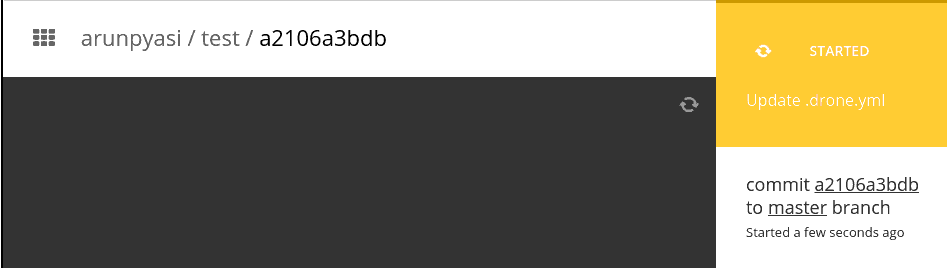 arunpyasi / test / a2106a3bdb
STARTED
Update .drone.yml
commit a2106a3bdb
to master branch
Started a few seconds ago